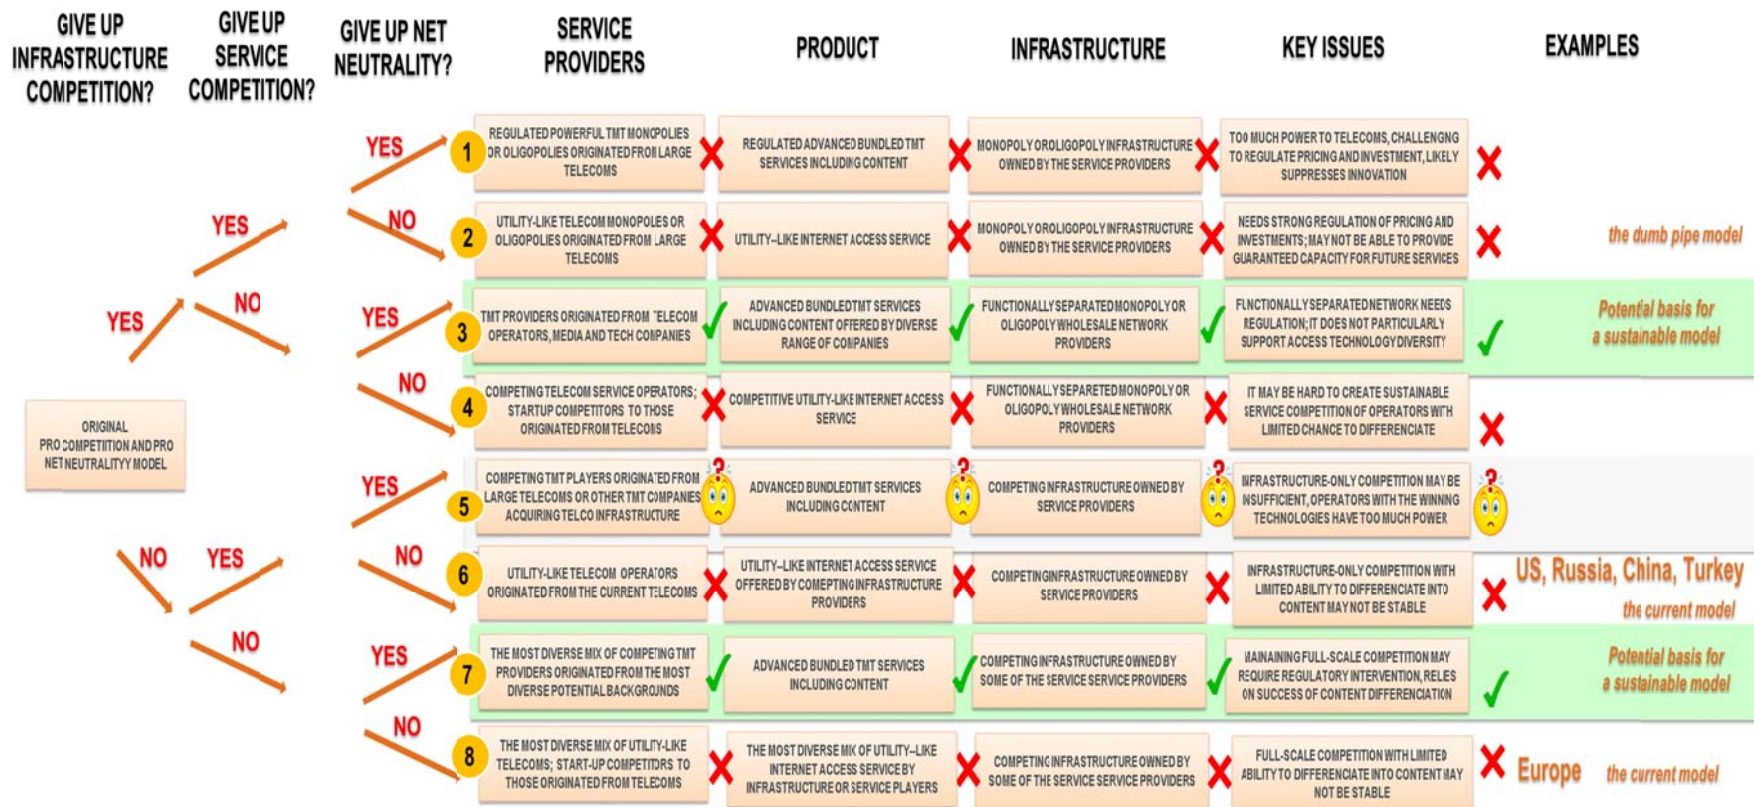 GIVE UP
INFRASTRUCTURE
COMPETITION?
GIVE UP
SERVICE
COMPETITION?
GIVE UP NET
NEUTRALITY?
SERVICE
PROVIDERS
PRODUCT
INFRASTRUCTURE
KEY ISSUES
EXAMPLES
ORIGINAL
PRO COMPETITION AND PRO
NET NEUTRALITYY MODEL
YES
NO
YES
NO
YES
NO
YES
NO
YES
NO
YES
NO
YES
NO
1
REGULATED POWERFUL TMT MONOPOLIES
OR OLIGOPOLIES ORIGINATED FROM LARGE
TELECOMS
REGULATED ADVANCED BUNDLED TMT
SERVICES INCLUDING CONTENT
MONOPOLY OROLIGOPOLY INFRASTRUCTURE
OWNED BY THE SERVICE PROVIDERS
TOO MUCH POWER TO TELECOMS, CHALLENGNG
TO REGULATE PRICING AND INVESTMENT, LIKELY
SUPPRESSES INNOVATION
2
UTILITY-LIKE TELECOM MONOPOLES OR
OLIGOPOLIES ORIGINATED FROM LARGE
TELECOMS
UTILITY–LIKE INTERNET ACCESS SERVICE
MONOPOLY OROLIGOPOLY INFRASTRUCTURE
OWNED BY THE SERVICE PROVIDERS
NEEDS STRONG REGULATION OF PRICING AND
INVESTMENTS; MAY NOT BE ABLE TO PROVIDE
GUARANTEED CAPACITY FOR FUTURE SERVICES
the dumb pipe model
3
TMT PROVIDERS ORIGINATED FROM TELECOM
OPERATORS, MEDIA AND TECH COMPANIES
ADVANCED BUNDLED TMT SERVICES
INCLUDING CONTENT OFFERED BY DIVERSE
RANGE OF COMPANIES
FUNCTIONALLY SEPARATED MONOPOLY OR
OLIGOPOLY WHOLESALE NETWORK
PROVIDERS
FUNCTIONALLY SEPARATED NETWORK NEEDS
REGULATION; IT DOES NOT PARTICULARLY
SUPPORT ACCESS TECHNOLOGY DIVERSITY
Potential basis for
a sustainable model
4
COMPETING TELECOM SERVICE OPERATORS;
STARTUP COMPETITORS TO THOSE
ORIGINATED FROM TELECOMS
COMPETITIVE UTILITY-LIKE INTERNET ACCESS
SERVICE
FUNCTIONALLY SEPARETED MONOPOLY OR
OLIGOPOLY WHOLESALE NETWORK
PROVIDERS
IT MAY BE HARD TO CREATE SUSTAINABLE
SERVICE COMPETITION OF OPERATORS WITH
LIMITED CHANCE TO DIFFERENCIATE
5
COMPETING TMT PLAYERS ORIGINATED FROM
LARGE TELECOMS OR OTHER TMT COMPANIES
ACQUIRING TELCO INFRASTRUCTURE
ADVANCED BUNDLED TMT SERVICES
INCLUDING CONTENT
COMPETING INFRASTRUCTURE OWNED BY
SERVICE PROVIDERS
INFRASTRUCTURE-ONLY COMPETITION MAY BE
INSUFFICIENT, OPERATORS WITH THE WINNING
TECHNOLOGIES HAVE TOO MUCH POWER
? ? ? ?
6
UTILITY-LIKE TELECOM OPERATORS
ORIGINATED FROM THE CURRENT TELECOMS
UTILITY–LIKE INTERNET ACCESS SERVICE
OFFERED BY COMEPTING INFRASTRUCTURE
PROVIDERS
COMPETING INFRASTRUCTURE OWNED BY
SERVICE PROVIDERS
INFRASTRUCTURE-ONLY COMPETITION WITH
LIMITED ABILITY TO DIFFERENCIATE INTO
CONTENT MAY NOT BE STABLE
US, Russia, China, Turkey
the current model
7
THE MOST DIVERSE MIX OF COMPETING TMT
PROVIDERS ORIGINATED FROM THE MOST
DIVERSE POTENTIAL BACKGROUNDS
ADVANCED BUNDLED TMT SERVICES
INCLUDING CONTENT
COMPETING INFRASTRUCTURE OWNED BY
SOME OF THE SERVICE SERVICE PROVIDERS
MAINAINING FULL-SCALE COMPETITION MAY
REQUIRE REGULATORY INTERVENTION, RELIES
ON SUCCESS OF CONTENT DIFFERENCIATION
Potential basis for
a sustainable model
8
THE MOST DIVERSE MIX OF UTILITY-LIKE
TELECOMS; START-UP COMPETITORS TO
THOSE ORIGINATED FROM TELECOMS
THE MOST DIVERSE MIX OF UTILITY–LIKE
INTERNET ACCESS SERVICE BY
INFRASTRUCTURE OR SERVICE PLAYERS
COMPETING INFRASTRUCTURE OWNED BY
SOME OF THE SERVICE SERVICE PROVIDERS
FULL-SCALE COMPETITION WITH LIMITED
ABILITY TO DIFFERENCIATE INTO CONTENT MAY
NOT BE STABLE
Europe the current model